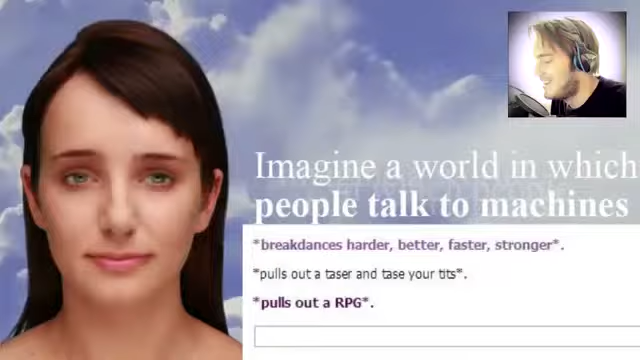 Imagine a world in which
people talk to machines
*breakdances harder, better, faster, stronger*.
*pulls out a taser and tase your tits*.
*pulls out a RPG*.